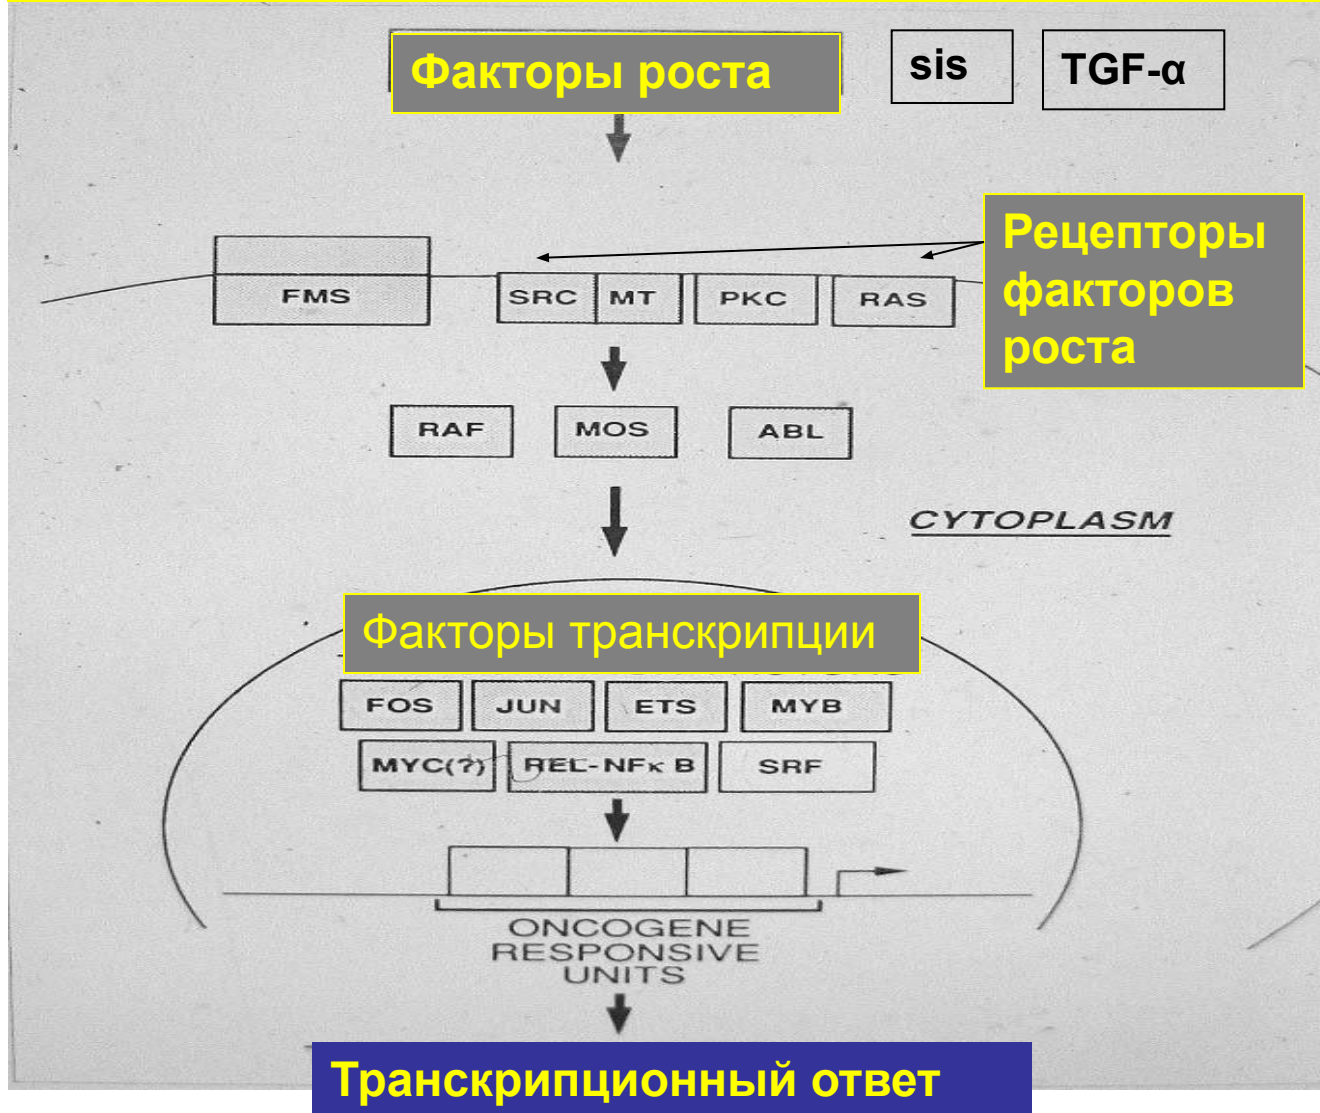 Факторы роста
sis
TGF-α
Рецепторы
факторов
роста
FMS
SRC
MT
PKC
RAS
RAF
MOS
ABL
CYTOPLASM
Факторы транскрипции
FOS
JUN
ETS
MYB
MYC(?)
REL-NFκB
SRF
ONCOGENE
RESPONSIVE
UNITS
Транскрипционный ответ